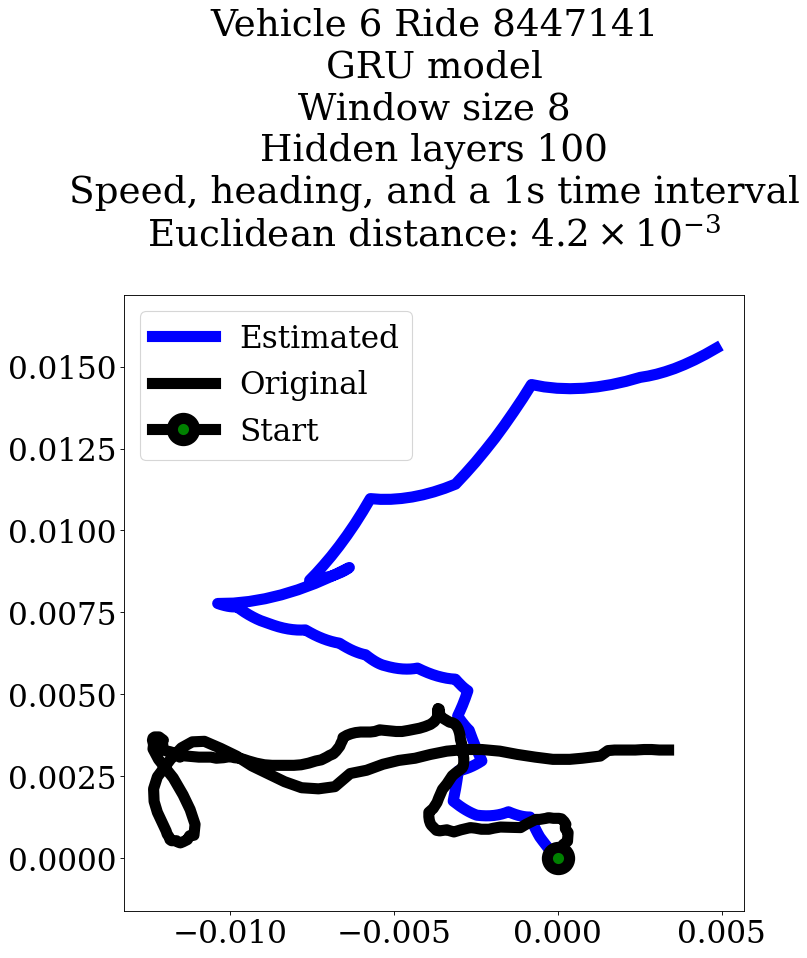 Vehicle 6 Ride 8447141
GRU model
Window size 8
Hidden layers 100
Speed, heading, and a 1s time interval
Euclidean distance: 4.2 × 10⁻³
Estimated
Original
Start
0.0150
0.0125
0.0100
0.0075
0.0050
0.0025
0.0000
−0.010 −0.005 0.000 0.005